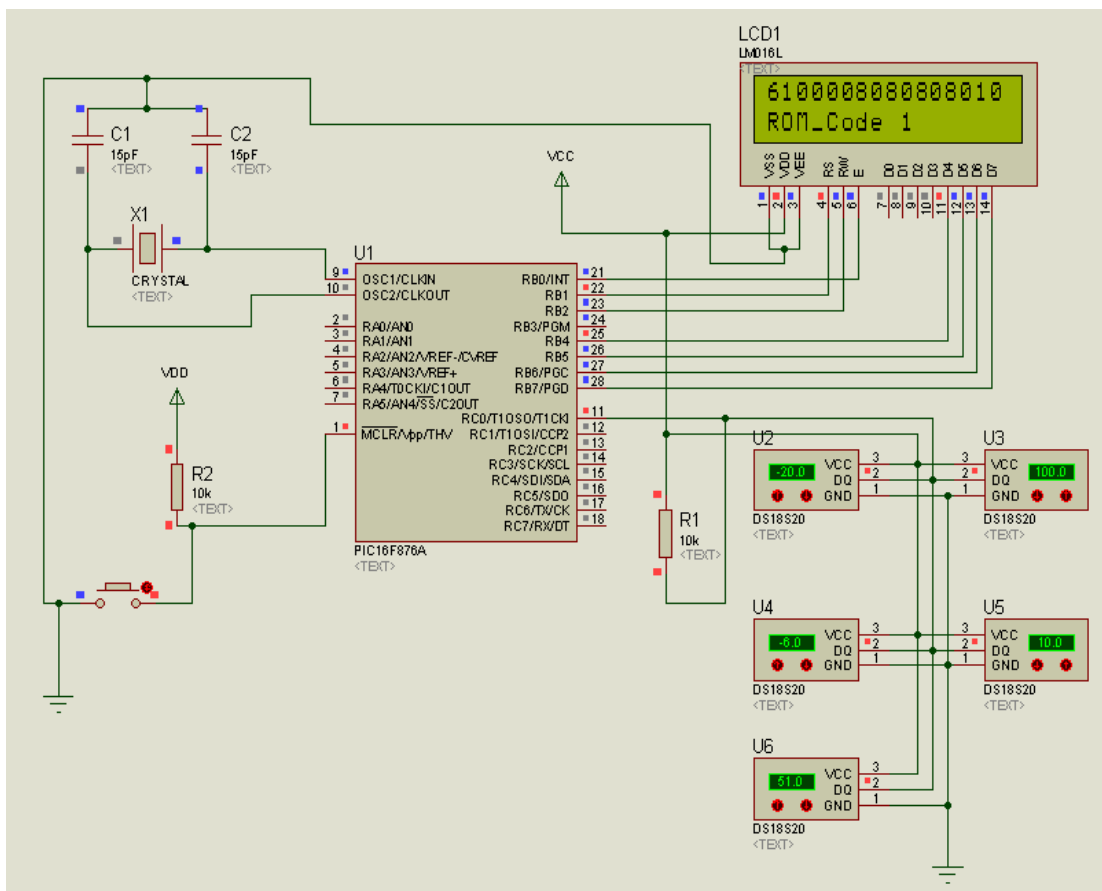 LCD1
LM016L
<TEXT>
6100008080808010
ROM_Code 1
VSS
VDD
VEE
RS
RW
E
D0
D1
D2
D3
D4
D5
D6
D7
1
2
3
4
5
6
7
8
9
10
11
12
13
14
C1
15pF
<TEXT>
C2
15pF
<TEXT>
VCC
X1
CRYSTAL
<TEXT>
U1
9 OSC1/CLKIN
10 OSC2/CLKOUT
2 RA0/AN0
3 RA1/AN1
4 RA2/AN2/VREF-/CVREF
5 RA3/AN3/VREF+
6 RA4/T0CKI/C1OUT
7 RA5/AN4/SS/C2OUT
1 MCLR/Vpp/THV
RB0/INT 21
RB1 22
RB2 23
RB3/PGM 24
RB4 25
RB5 26
RB6/PGC 27
RB7/PGD 28
RC0/T1OSO/T1CKI 11
RC1/T1OSI/CCP2 12
RC2/CCP1 13
RC3/SCK/SCL 14
RC4/SDI/SDA 15
RC5/SDO 16
RC6/TX/CK 17
RC7/RX/DT 18
PIC16F876A
<TEXT>
VDD
R2
10k
<TEXT>
R1
10k
<TEXT>
U2
-20.0
VCC 3
DQ 2
GND 1
DS18S20
<TEXT>
U3
3 VCC
2 DQ
1 GND
100.0
DS18S20
<TEXT>
U4
-6.0
VCC 3
DQ 2
GND 1
DS18S20
<TEXT>
U5
3 VCC
2 DQ
1 GND
10.0
DS18S20
<TEXT>
U6
51.0
VCC 3
DQ 2
GND 1
DS18S20
<TEXT>